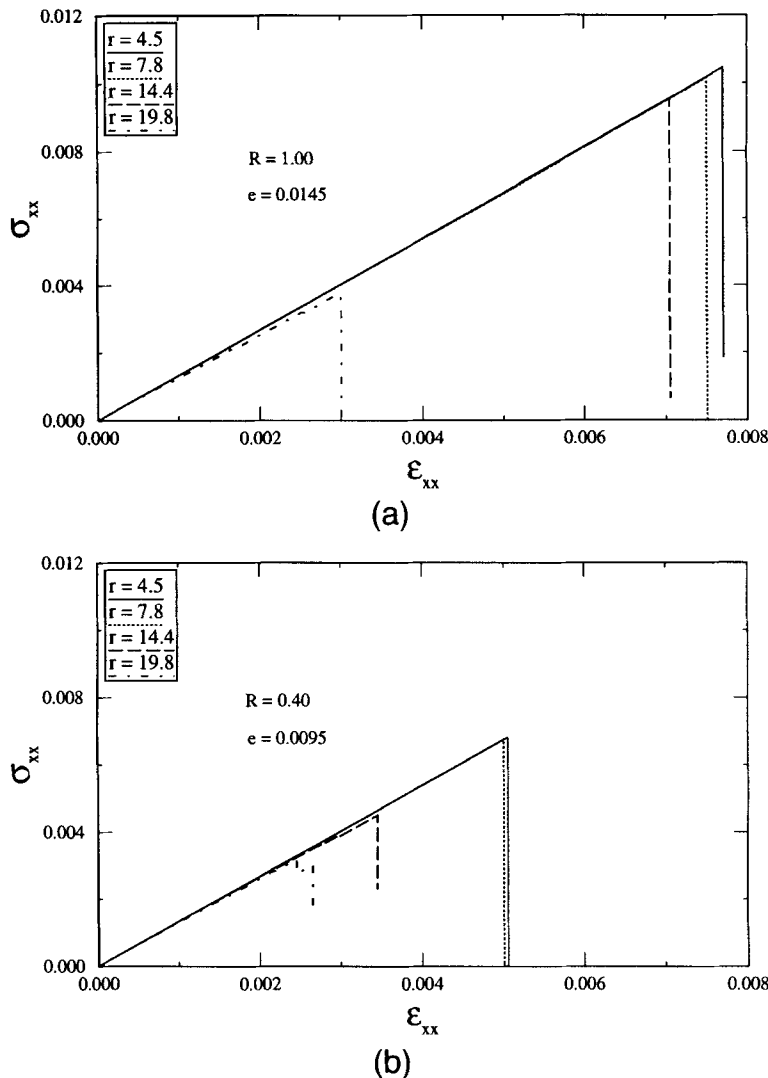 0.012
r = 4.5
r = 7.8
r = 14.4
r = 19.8
R = 1.00
e = 0.0145
0.008
σxx
0.004
0.000
0.000 0.002 0.004 0.006 0.008
εxx
(a)
0.012
r = 4.5
r = 7.8
r = 14.4
r = 19.8
R = 0.40
e = 0.0095
0.008
σxx
0.004
0.000
0.000 0.002 0.004 0.006 0.008
εxx
(b)